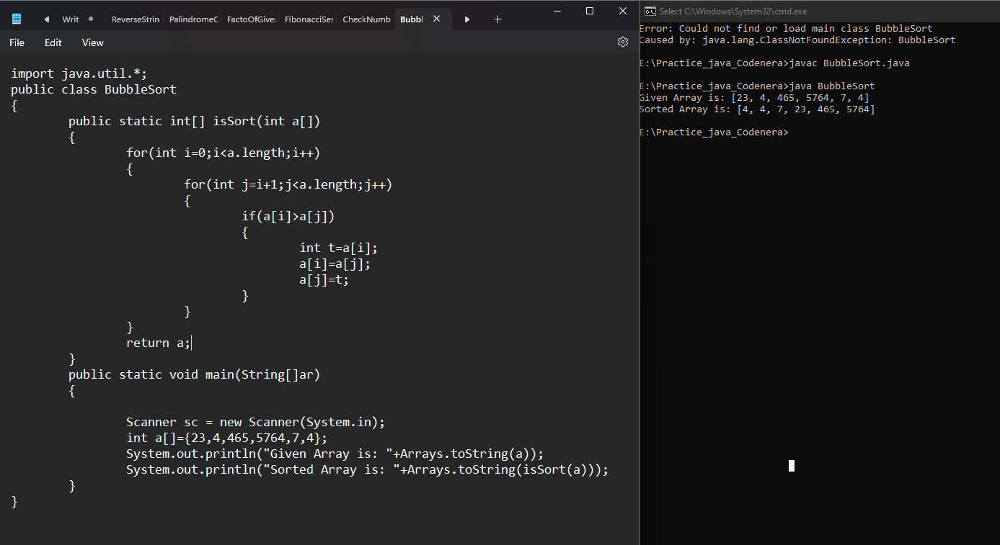 Writ
ReverseStrin
PalindromeC
FactoOfGive
FibonacciSer
CheckNumb
Bubbl
File Edit View
import java.util.*;
public class BubbleSort
{
public static int[] isSort(int a[])
{
for(int i=0;i<a.length;i++)
{
for(int j=i+1;j<a.length;j++)
{
if(a[i]>a[j])
{
int t=a[i];
a[i]=a[j];
a[j]=t;
}
}
}
return a;
}
public static void main(String[]ar)
{
Scanner sc = new Scanner(System.in);
int a[]={23,4,465,5764,7,4};
System.out.println("Given Array is: "+Arrays.toString(a));
System.out.println("Sorted Array is: "+Arrays.toString(isSort(a)));
}
}
Select C:\Windows\System32\cmd.exe
Error: Could not find or load main class BubbleSort
Caused by: java.lang.ClassNotFoundException: BubbleSort
E:\Practice_java_Codenera>javac BubbleSort.java
E:\Practice_java_Codenera>java BubbleSort
Given Array is: [23, 4, 465, 5764, 7, 4]
Sorted Array is: [4, 4, 7, 23, 465, 5764]
E:\Practice_java_Codenera>